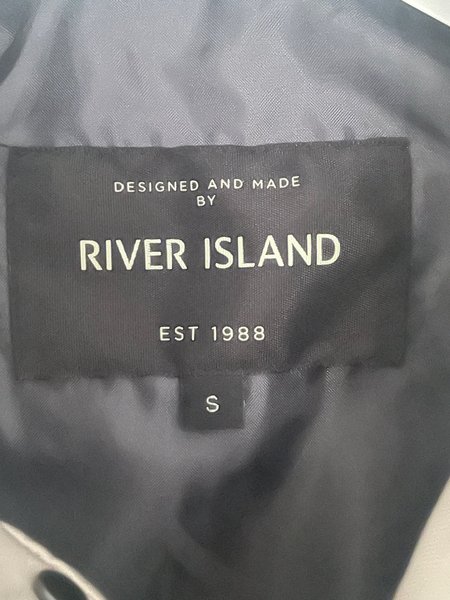 DESIGNED AND MADE
BY
RIVER ISLAND
EST 1988
S